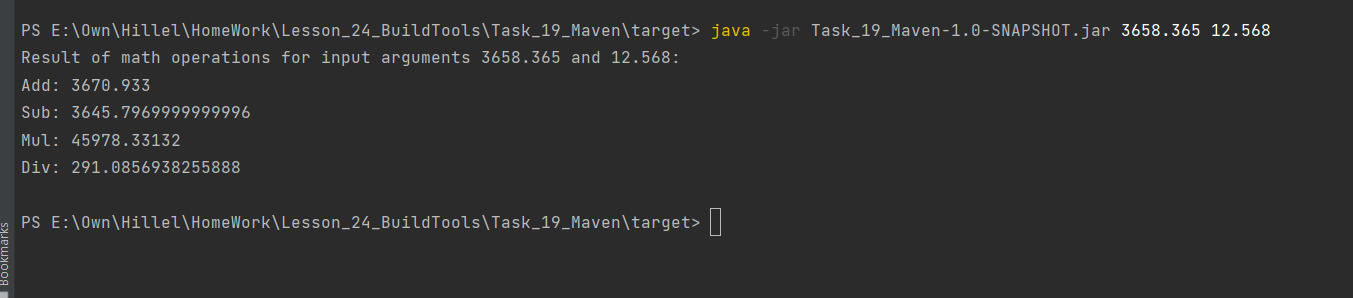 PS E:\Own\Hillel\HomeWork\Lesson_24_BuildTools\Task_19_Maven\target> java -jar Task_19_Maven-1.0-SNAPSHOT.jar 3658.365 12.568
Result of math operations for input arguments 3658.365 and 12.568:
Add: 3670.933
Sub: 3645.7969999999996
Mul: 45978.33132
Div: 291.0856938255888
PS E:\Own\Hillel\HomeWork\Lesson_24_BuildTools\Task_19_Maven\target>
Bookmarks